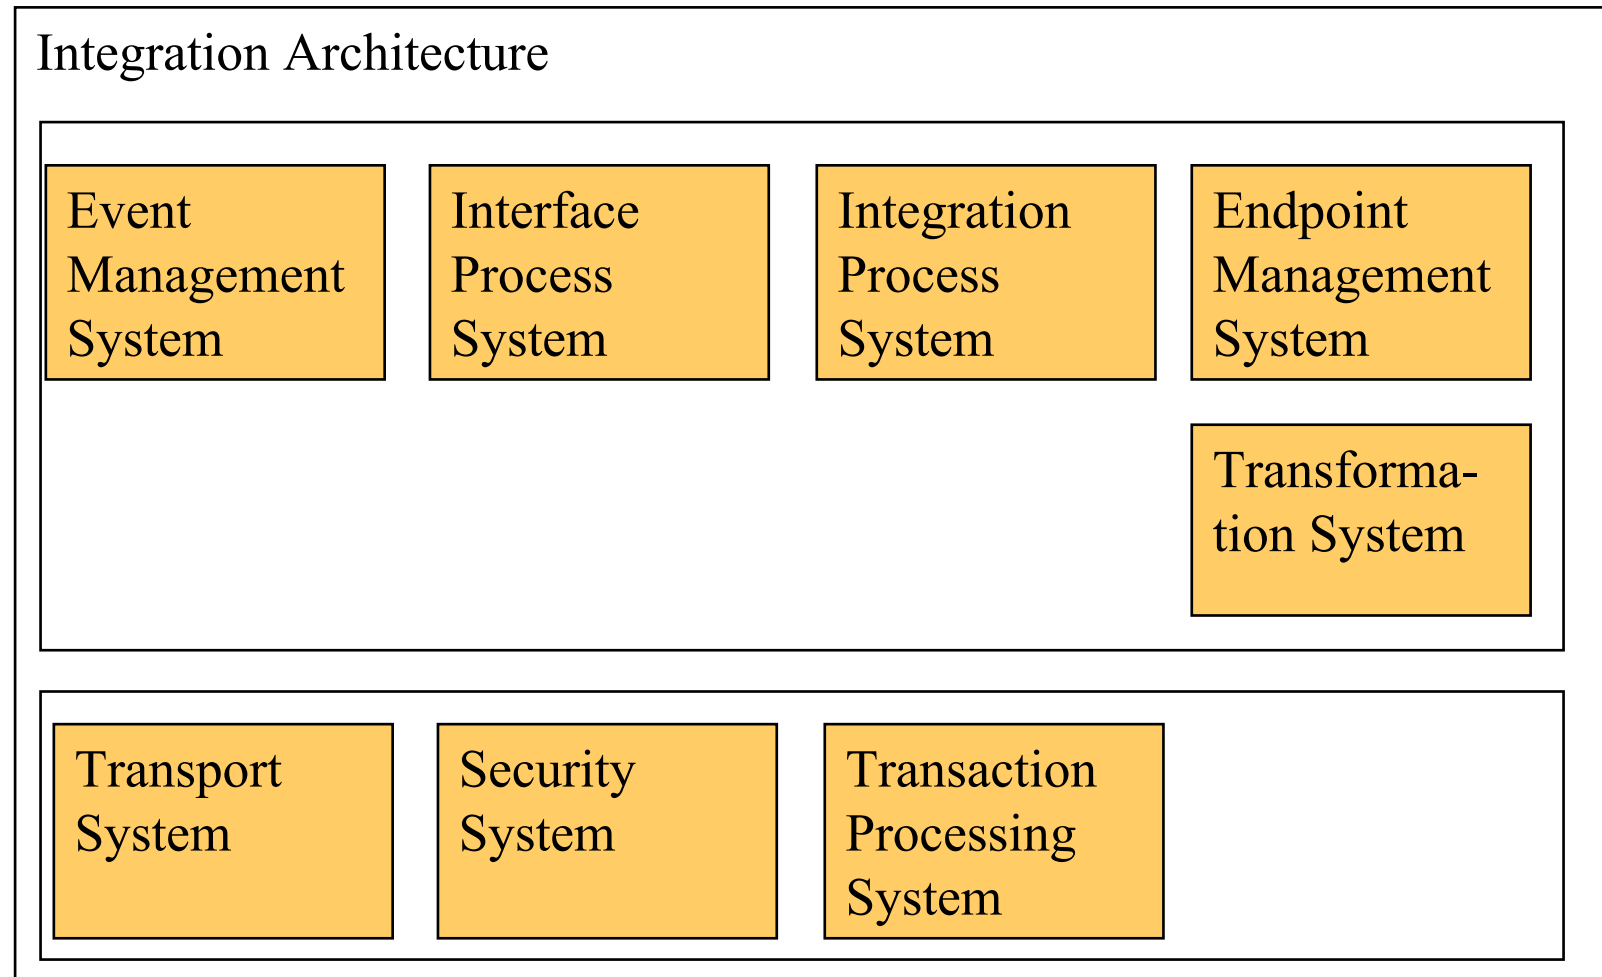 Integration Architecture
Event
Management
System
Interface
Process
System
Integration
Process
System
Endpoint
Management
System
Transforma-
tion System
Transport
System
Security
System
Transaction
Processing
System